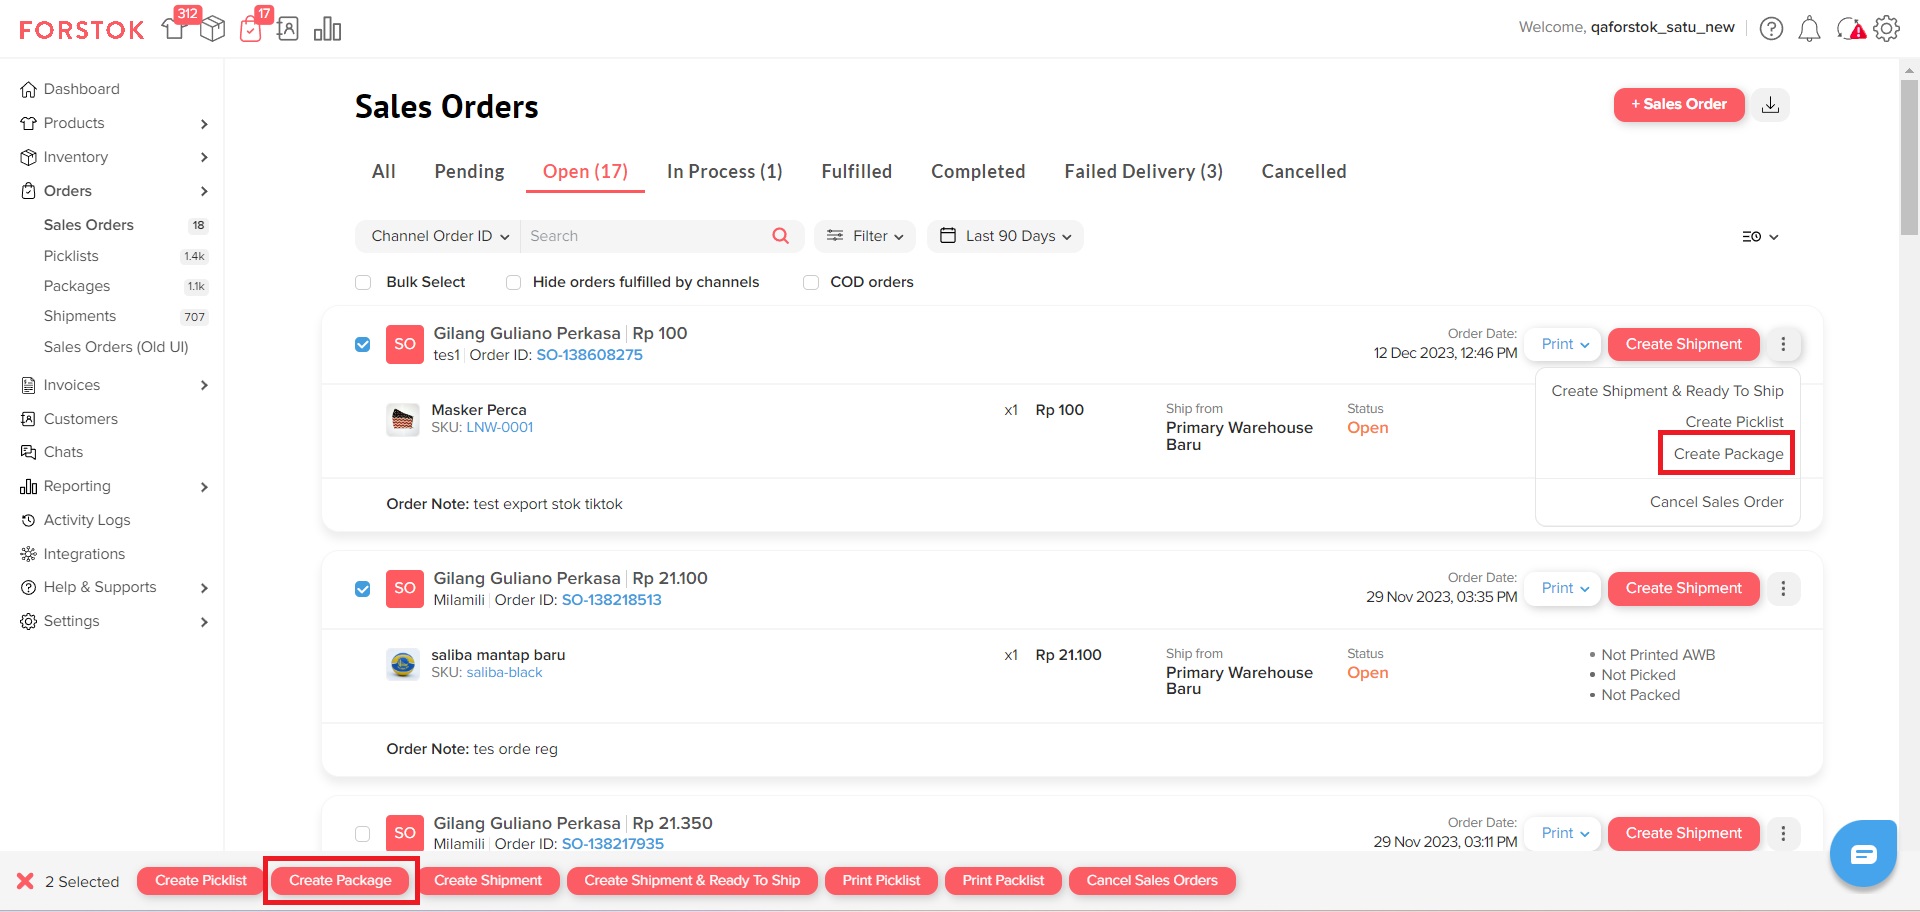 FORSTOK 312 17 Welcome, qaforstok_satu_new
Dashboard
Products
Inventory
Orders
Sales Orders 18
Picklists 1.4k
Packages 1.1k
Shipments 707
Sales Orders (Old UI)
Invoices
Customers
Chats
Reporting
Activity Logs
Integrations
Help & Supports
Settings
Sales Orders
+ Sales Order
All Pending Open (17) In Process (1) Fulfilled Completed Failed Delivery (3) Cancelled
Channel Order ID Search Filter Last 90 Days
Bulk Select Hide orders fulfilled by channels COD orders
SO Gilang Guliano Perkasa Rp 100
tes1 Order ID: SO-138608275
Order Date:
12 Dec 2023, 12:46 PM
Print Create Shipment
Create Shipment & Ready To Ship
Create Picklist
Create Package
Cancel Sales Order
Masker Perca
SKU: LNW-0001
x1 Rp 100
Ship from
Primary Warehouse
Baru
Status
Open
Order Note: test export stok tiktok
SO Gilang Guliano Perkasa Rp 21.100
Milamili Order ID: SO-138218513
Order Date:
29 Nov 2023, 03:35 PM
Print Create Shipment
saliba mantap baru
SKU: saliba-black
x1 Rp 21.100
Ship from
Primary Warehouse
Baru
Status
Open
• Not Printed AWB
• Not Picked
• Not Packed
Order Note: tes orde reg
SO Gilang Guliano Perkasa Rp 21.350
Milamili Order ID: SO-138217935
Order Date:
29 Nov 2023, 03:11 PM
Print Create Shipment
2 Selected Create Picklist Create Package Create Shipment Create Shipment & Ready To Ship Print Picklist Print Packlist Cancel Sales Orders